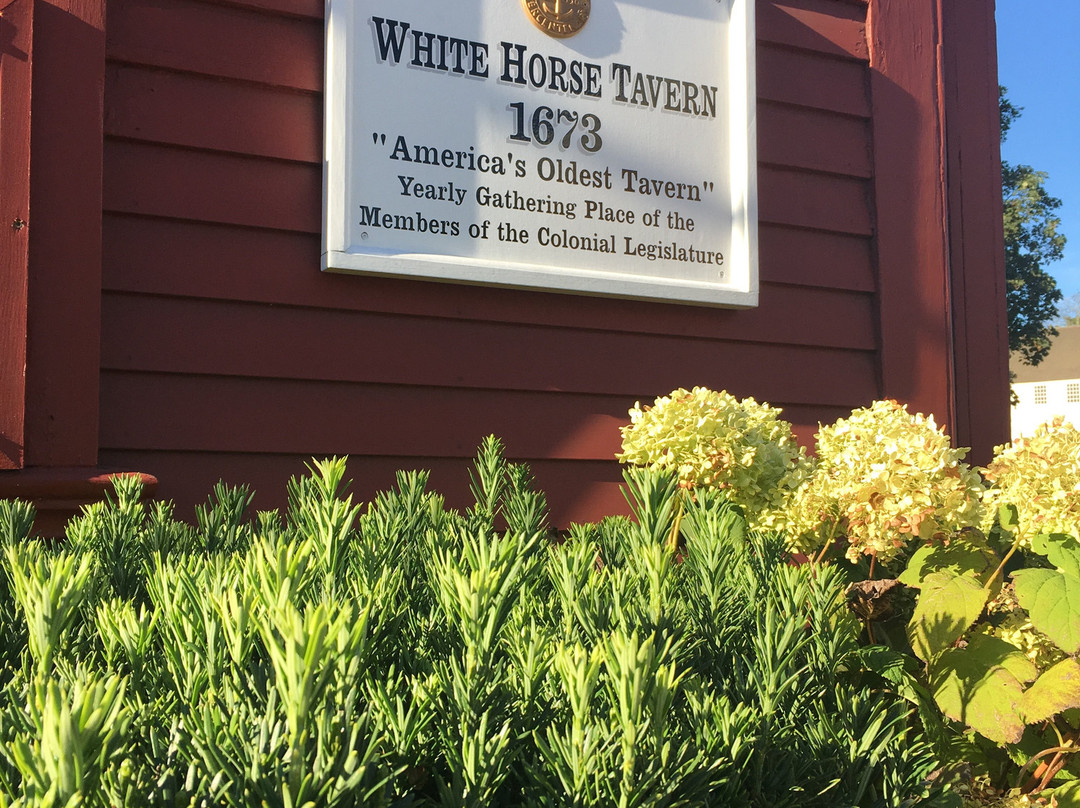 WHITE HORSE TAVERN
1673
"America's Oldest Tavern"
Yearly Gathering Place of the
Members of the Colonial Legislature